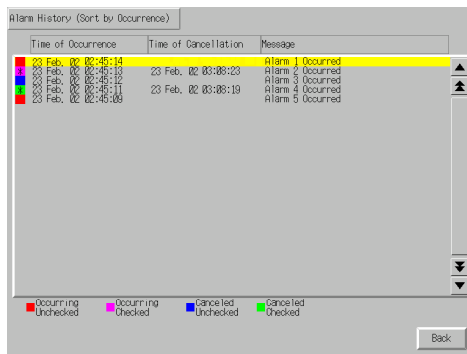 Alarm History (Sort by Occurrence)
Time of Occurrence Time of Cancellation Message
23 Feb. 02 02:45:14 Alarm 1 Occurred
* 23 Feb. 02 02:45:13 23 Feb. 02 03:08:23 Alarm 2 Occurred
23 Feb. 02 02:45:12 Alarm 3 Occurred
* 23 Feb. 02 02:45:11 23 Feb. 02 03:08:19 Alarm 4 Occurred
23 Feb. 02 02:45:09 Alarm 5 Occurred
Occurring Occurring Canceled Canceled
Unchecked Checked Unchecked Checked
Back